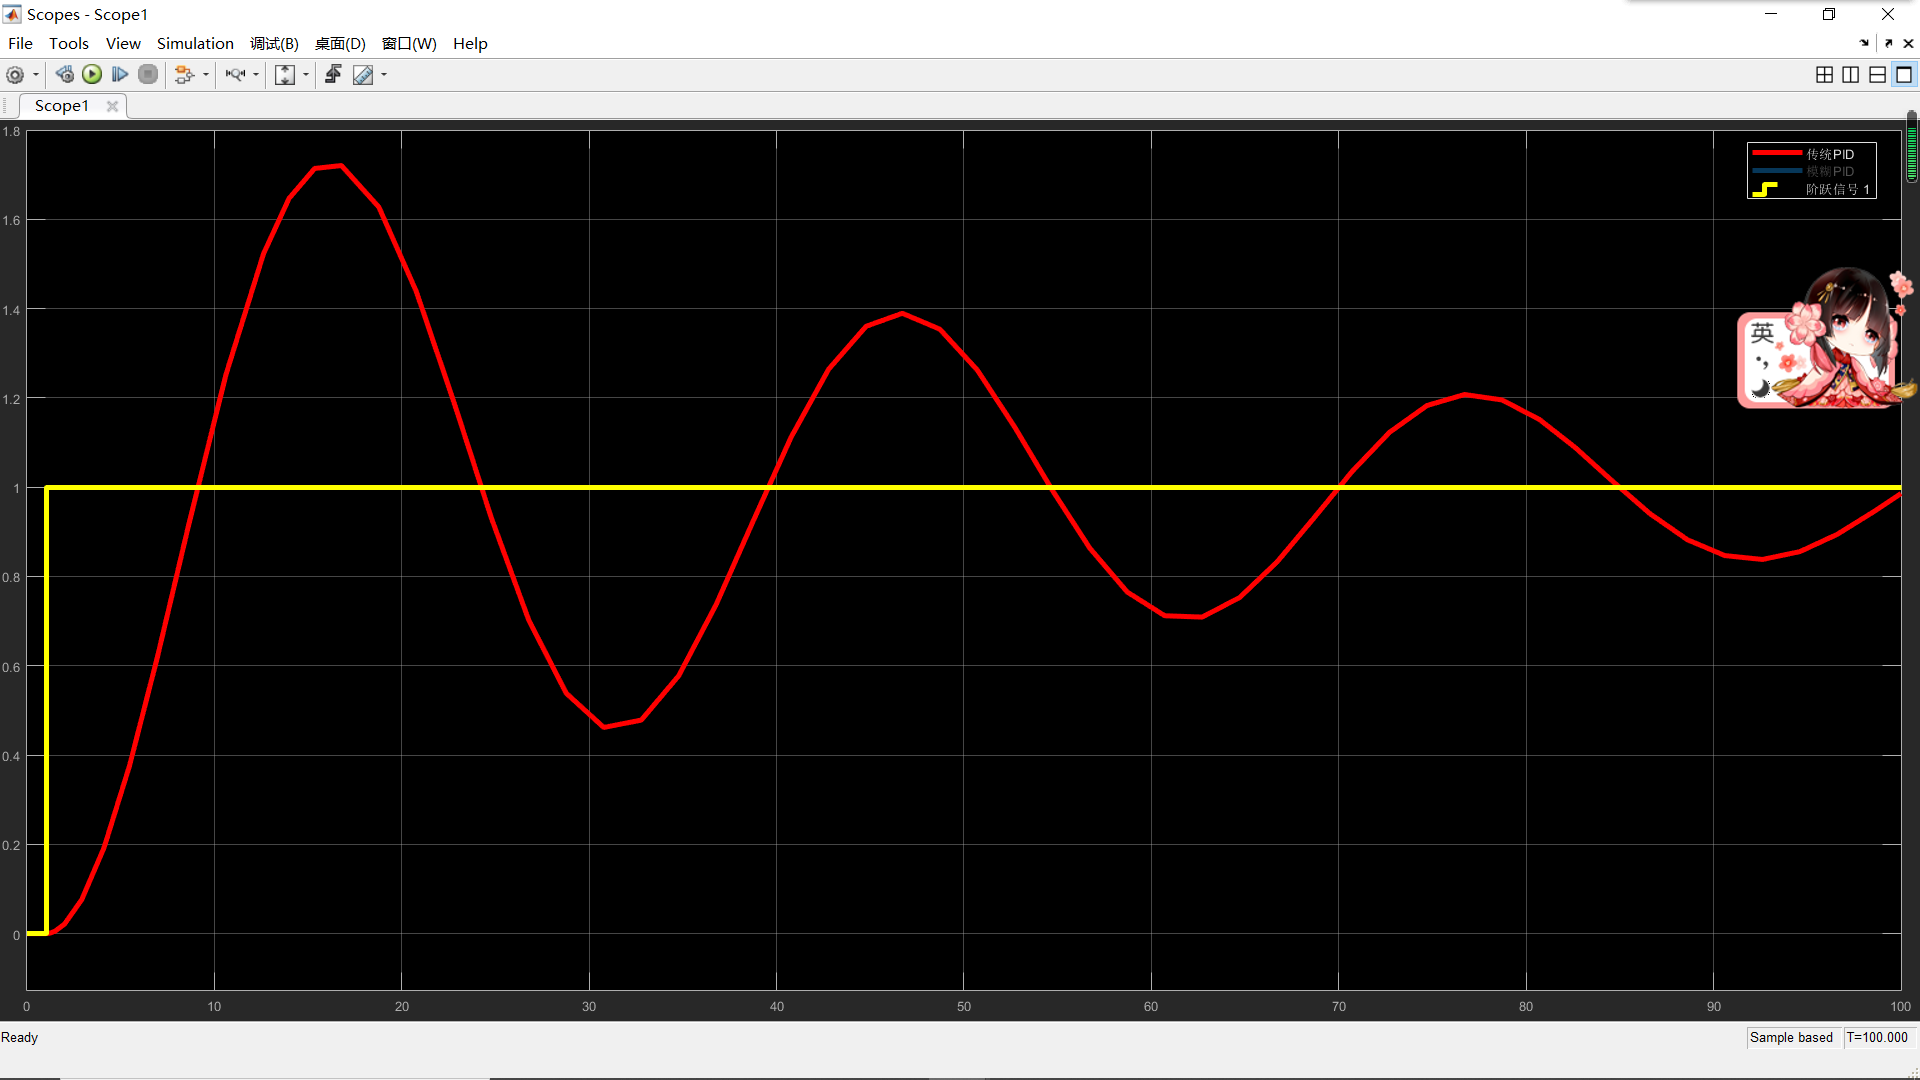 Scopes - Scope1
File Tools View Simulation 调试(B) 桌面(D) 窗口(W) Help
Scope1
传统PID
模糊PID
阶跃信号 1
英
1.8
1.6
1.4
1.2
1
0.8
0.6
0.4
0.2
0
0 10 20 30 40 50 60 70 80 90 100
Ready
Sample based T=100.000